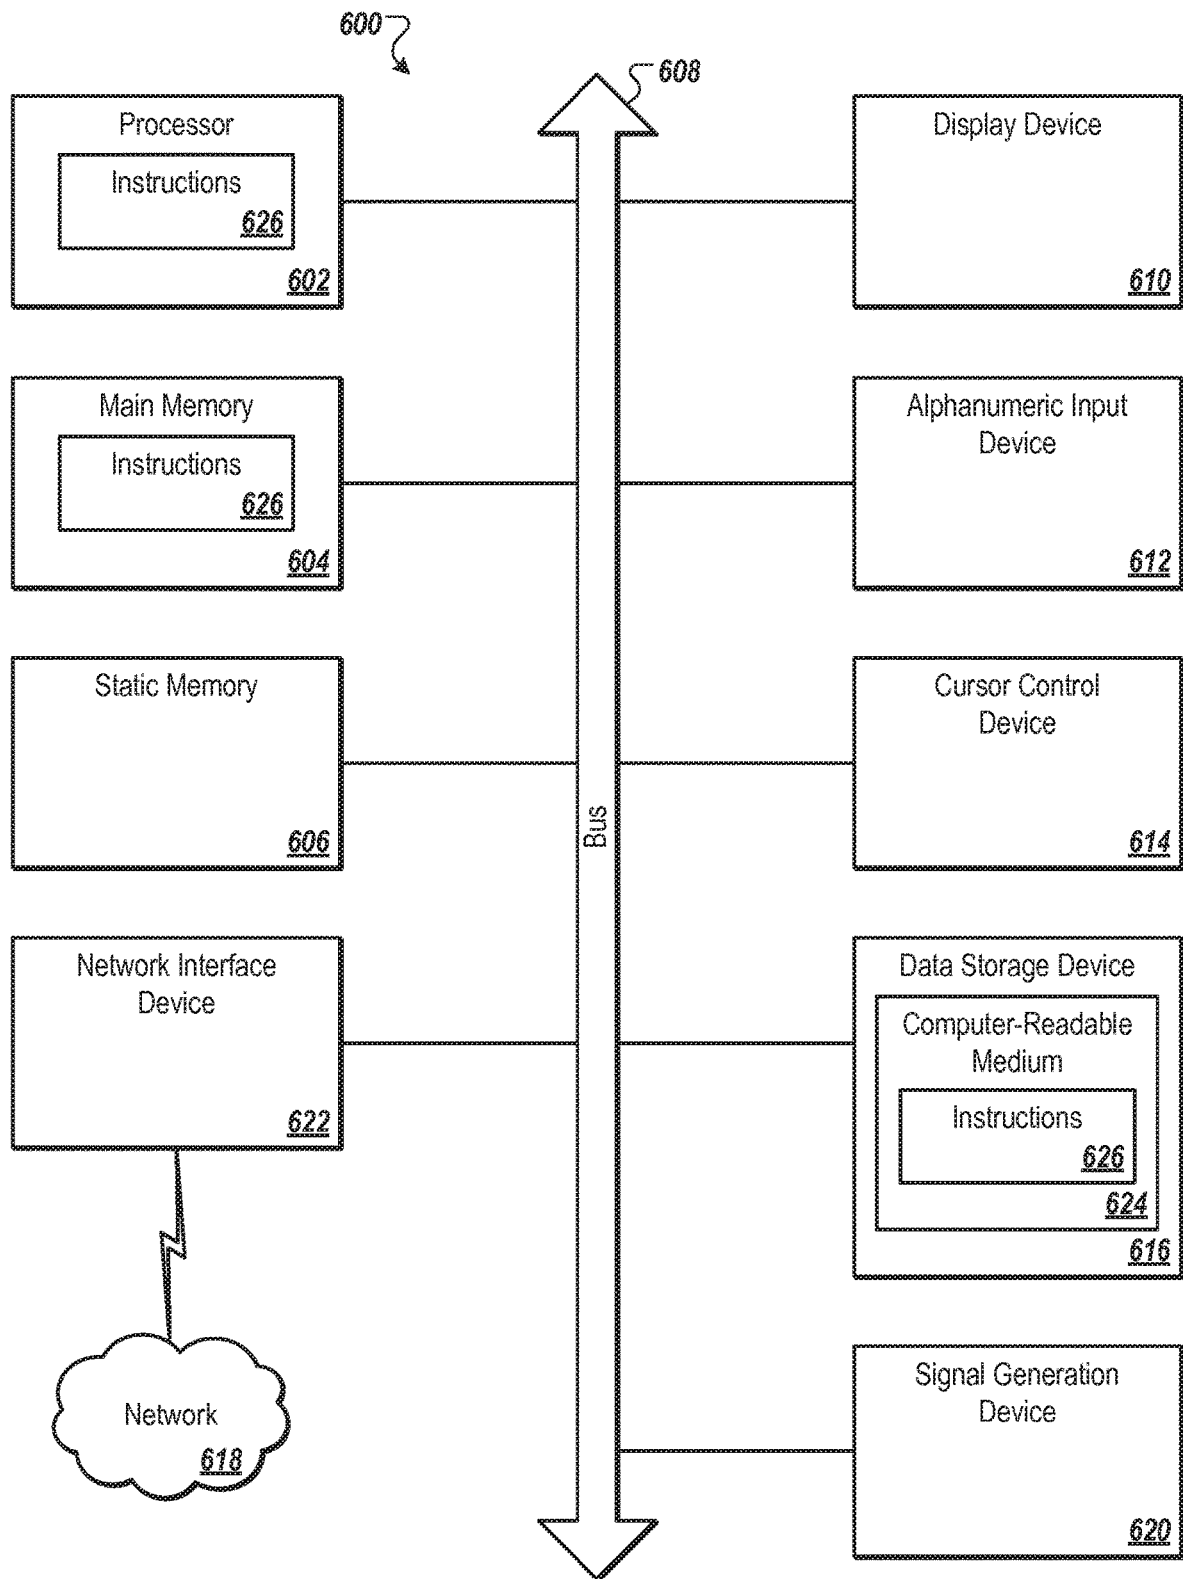 600
608
Processor
Instructions
626
602
Display Device
610
Main Memory
Instructions
626
604
Alphanumeric Input
Device
612
Static Memory
606
Cursor Control
Device
614
Bus
Network Interface
Device
622
Data Storage Device
Computer-Readable
Medium
Instructions
626
624
616
Network
618
Signal Generation
Device
620